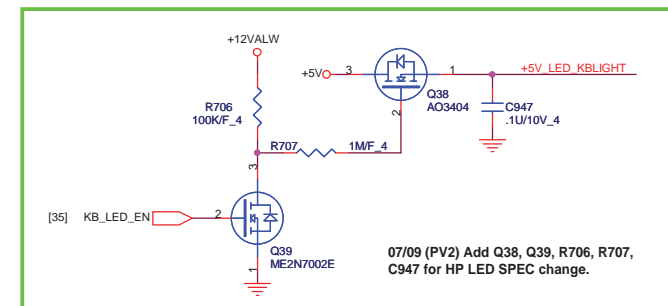 +12VALW
+5V
3
1
+5V_LED_KBLIGHT
Q38
AO3404
R706
100K/F_4
C947
.1U/10V_4
2
R707
1M/F_4
3
[35]
KB_LED_EN
2
Q39
ME2N7002E
1
07/09 (PV2) Add Q38, Q39, R706, R707,
C947 for HP LED SPEC change.